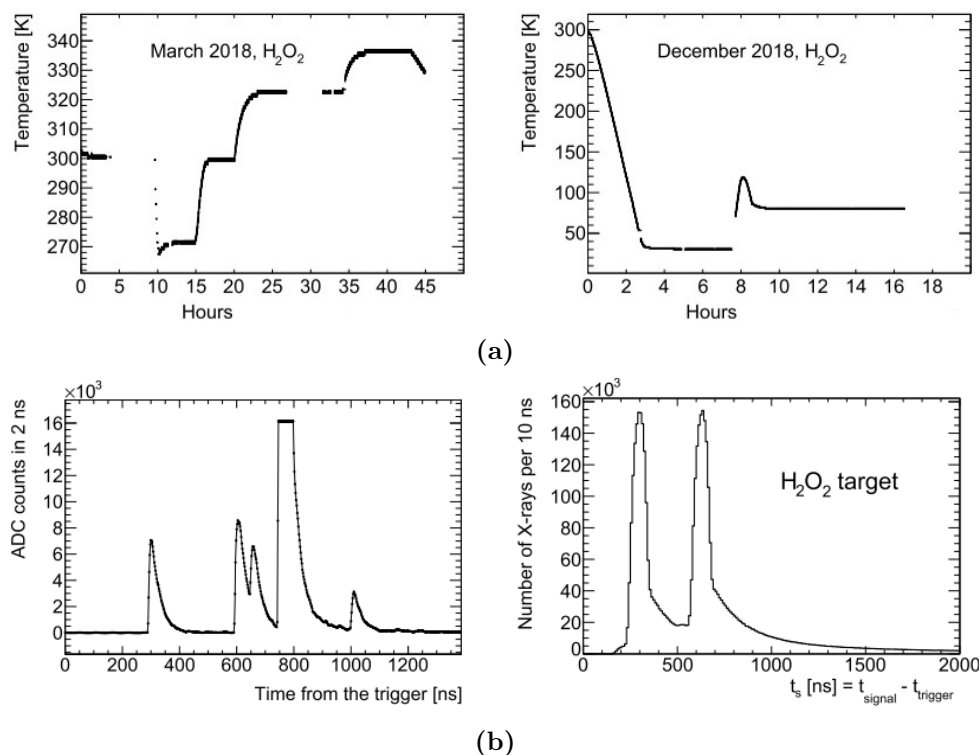 Temperature [K]
340
330
320
310
300
290
280
270
March 2018, H₂O₂
0 5 10 15 20 25 30 35 40 45
Hours
Temperature [K]
300
250
200
150
100
50
December 2018, H₂O₂
0 2 4 6 8 10 12 14 16 18
Hours
(a)
×10³
ADC counts in 2 ns
16
14
12
10
8
6
4
2
0
0 200 400 600 800 1000 1200
Time from the trigger [ns]
×10³
Number of X-rays per 10 ns
160
140
120
100
80
60
40
20
0
H₂O₂ target
0 500 1000 1500 2000
tₛ [ns] = t_signal - t_trigger
(b)